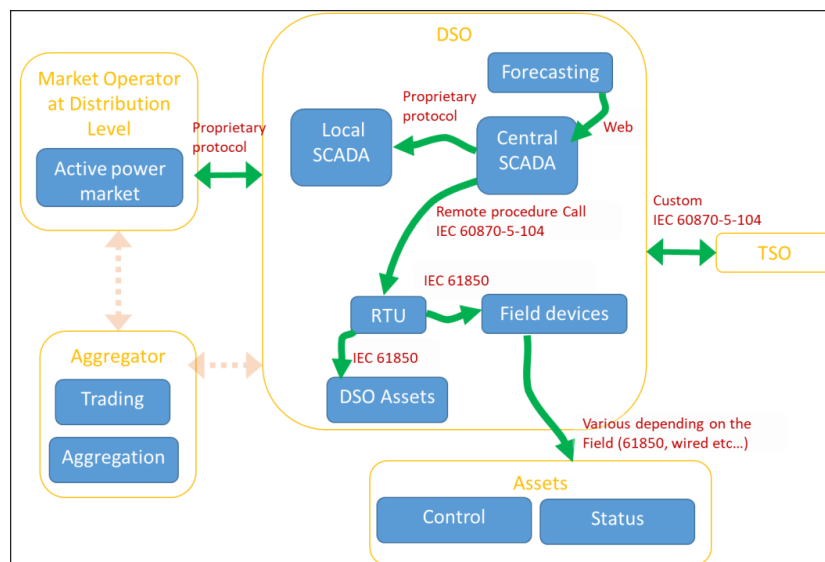 DSO
Market Operator
at Distribution
Level
Active power
market
Proprietary
protocol
Forecasting
Proprietary
protocol
Local
SCADA
Central
SCADA
Web
Remote procedure Call
IEC 60870-5-104
Custom
IEC 60870-5-104
TSO
IEC 61850
RTU
Field devices
IEC 61850
DSO Assets
Aggregator
Trading
Aggregation
Various depending on the
Field (61850, wired etc...)
Assets
Control
Status